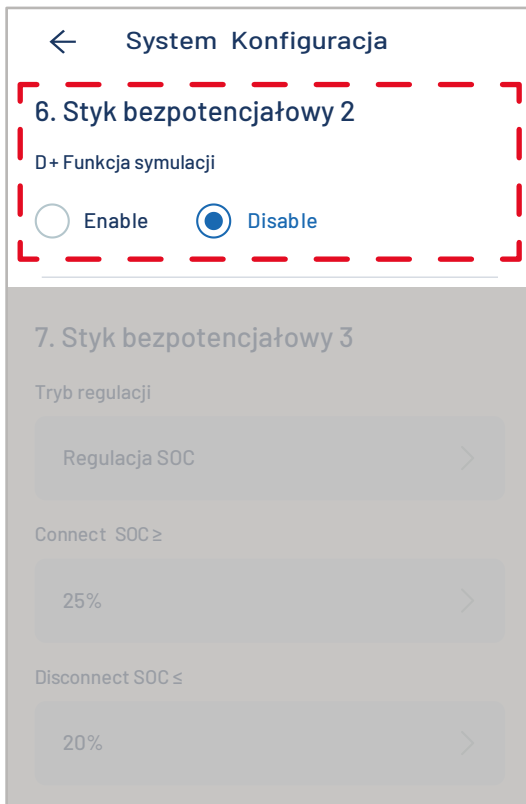 System Konfiguracja
6. Styk bezpotencjałowy 2
D+ Funkcja symulacji
Enable Disable
7. Styk bezpotencjałowy 3
Tryb regulacji
Regulacja SOC
Connect SOC ≥
25%
Disconnect SOC ≤
20%